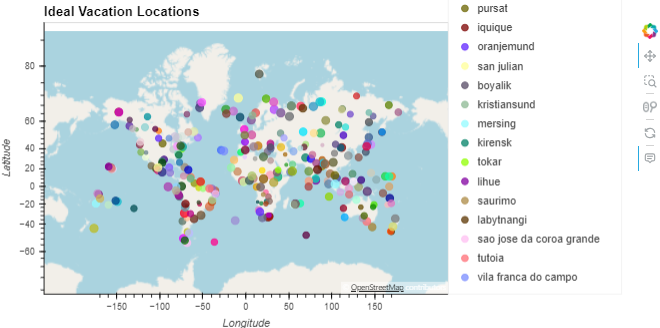 Ideal Vacation Locations
80
60
40
20
0
−20
−40
−60
Latitude
−150
−100
−50
0
50
100
150
Longitude
OpenStreetMap
pursat
iquique
oranjemund
san julian
boyalik
kristiansund
mersing
kirensk
tokar
lihue
saurimo
labytnangi
sao jose da coroa grande
tutoia
vila franca do campo